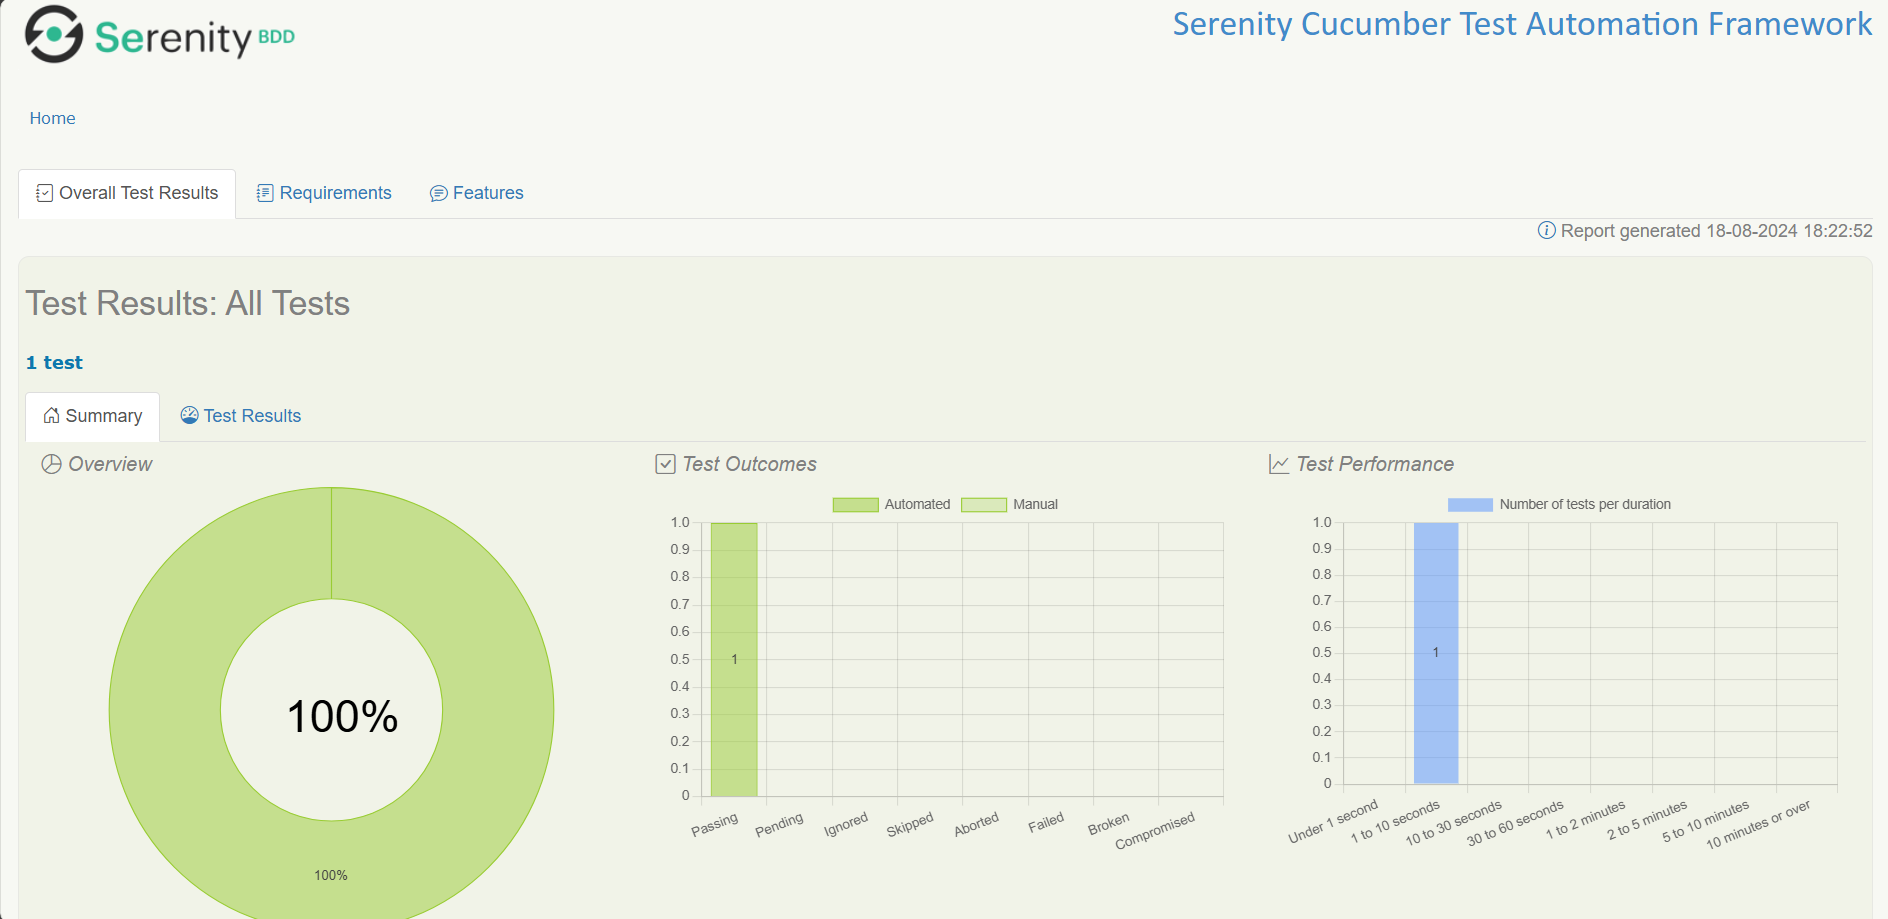 Serenity BDD
Serenity Cucumber Test Automation Framework
Home
Overall Test Results
Requirements
Features
Report generated 18-08-2024 18:22:52
Test Results: All Tests
1 test
Summary
Test Results
Overview
100%
100%
Test Outcomes
Automated
Manual
1.0
0.9
0.8
0.7
0.6
0.5
0.4
0.3
0.2
0.1
0
1
Passing
Pending
Ignored
Skipped
Aborted
Failed
Broken
Compromised
Test Performance
Number of tests per duration
1.0
0.9
0.8
0.7
0.6
0.5
0.4
0.3
0.2
0.1
0
1
Under 1 second
1 to 10 seconds
10 to 30 seconds
30 to 60 seconds
1 to 2 minutes
2 to 5 minutes
5 to 10 minutes
10 minutes or over